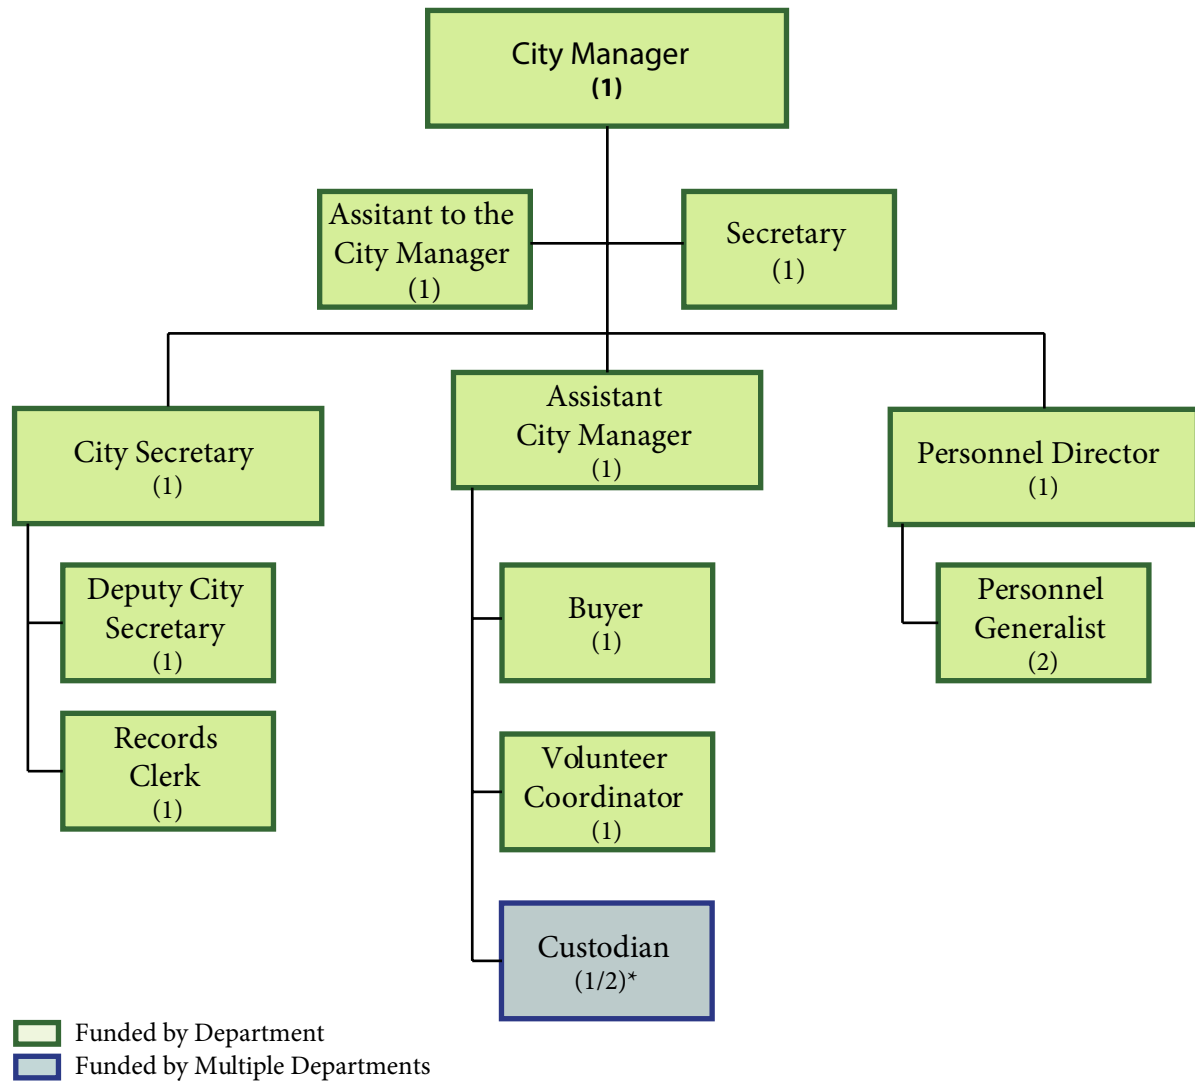 City Manager
(1)
Assitant to the
City Manager
(1)
Secretary
(1)
City Secretary
(1)
Assistant
City Manager
(1)
Personnel Director
(1)
Deputy City
Secretary
(1)
Records
Clerk
(1)
Buyer
(1)
Volunteer
Coordinator
(1)
Custodian
(1/2)*
Personnel
Generalist
(2)
Funded by Department
Funded by Multiple Departments